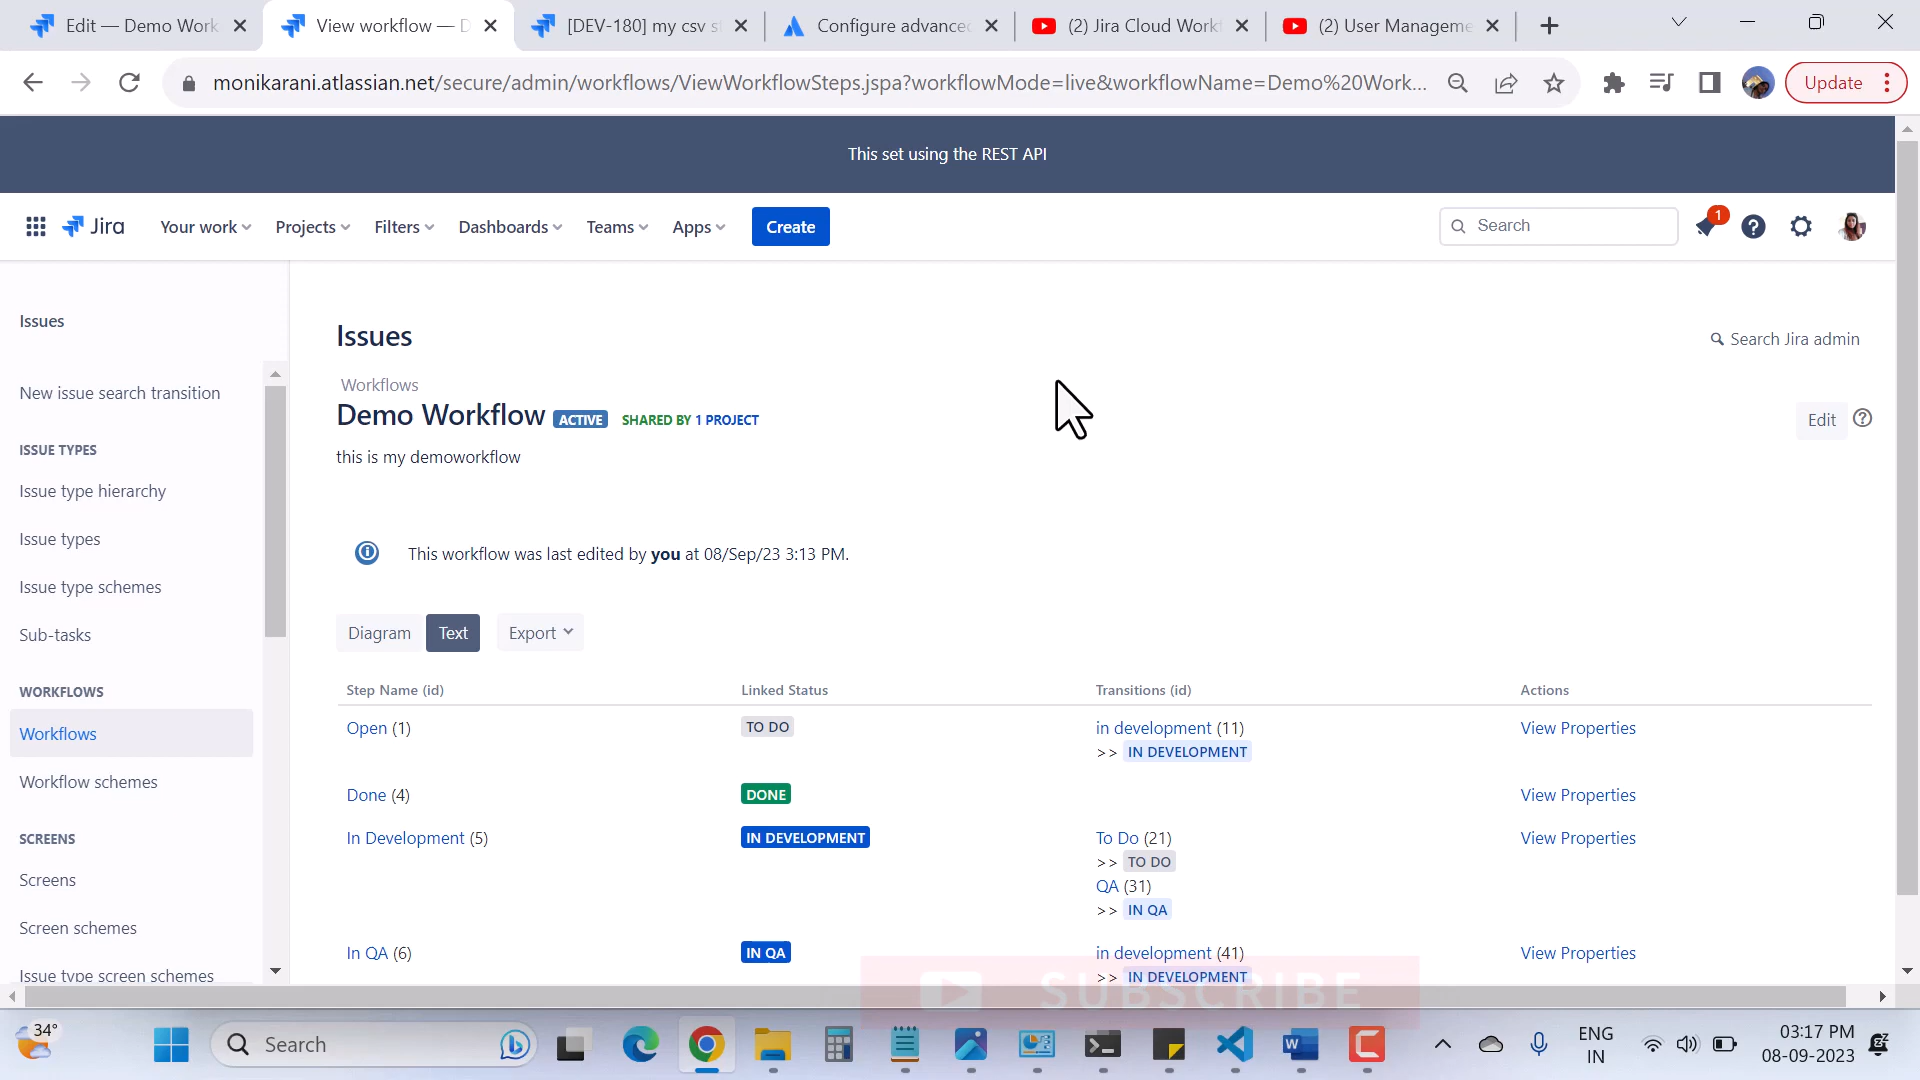 Edit — Demo Work
View workflow — D
[DEV-180] my csv st
Configure advanced
(2) Jira Cloud Workf
(2) User Manageme
monikarani.atlassian.net/secure/admin/workflows/ViewWorkflowSteps.jspa?workflowMode=live&workflowName=Demo%20Work...
Update
This set using the REST API
Jira
Your work
Projects
Filters
Dashboards
Teams
Apps
Create
Search
1
Issues
New issue search transition
ISSUE TYPES
Issue type hierarchy
Issue types
Issue type schemes
Sub-tasks
WORKFLOWS
Workflows
Workflow schemes
SCREENS
Screens
Screen schemes
Issue type screen schemes
Issues
Search Jira admin
Workflows
Demo Workflow ACTIVE SHARED BY 1 PROJECT
Edit
this is my demoworkflow
This workflow was last edited by you at 08/Sep/23 3:13 PM.
Diagram
Text
Export
Step Name (id) Linked Status Transitions (id) Actions
Open (1) TO DO in development (11) View Properties
>> IN DEVELOPMENT
Done (4) DONE View Properties
In Development (5) IN DEVELOPMENT To Do (21) View Properties
>> TO DO
QA (31)
>> IN QA
In QA (6) IN QA in development (41) View Properties
>> IN DEVELOPMENT
SUBSCRIBE
34°
Search
ENG
IN
03:17 PM
08-09-2023